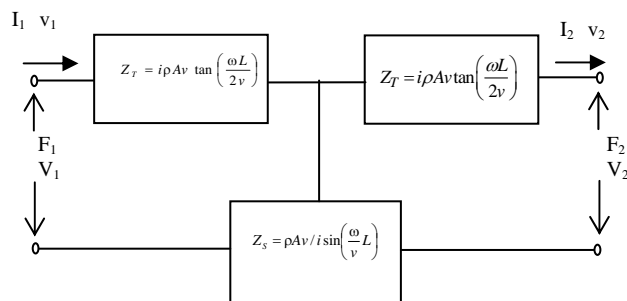 I₁ v₁
I₂ v₂
Z_T = iρAv tan(ωL/2v)
Z_T = iρAv tan(ωL/2v)
F₁
V₁
F₂
V₂
Z_S = ρAv / i sin(ω/v L)